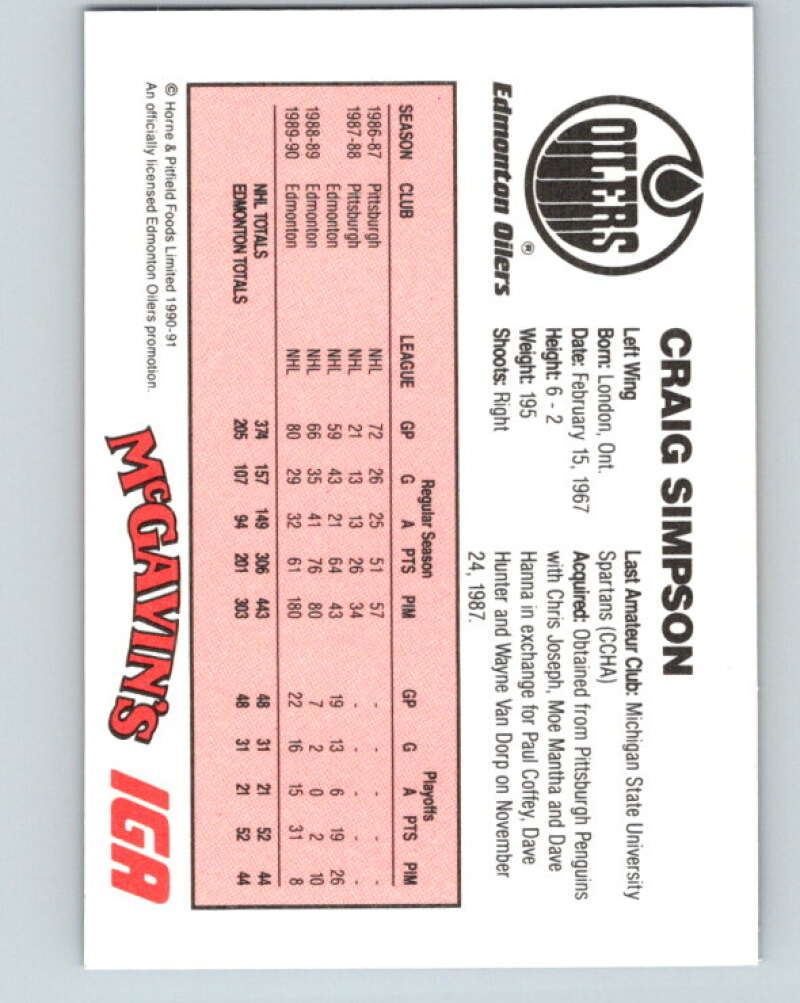 OILERS
Edmonton Oilers®
CRAIG SIMPSON
Left Wing
Born: London, Ont.
Date: February 15, 1967
Height: 6 - 2
Weight: 195
Shoots: Right
Last Amateur Club: Michigan State University
Spartans (CCHA)
Acquired: Obtained from Pittsburgh Penguins
with Chris Joseph, Moe Mantha and Dave
Hanna in exchange for Paul Coffey, Dave
Hunter and Wayne Van Dorp on November
24, 1987.
Regular Season Playoffs
SEASON CLUB LEAGUE GP G A PTS PIM GP G A PTS PIM
1986-87 Pittsburgh NHL 72 26 25 51 57 - - - - -
1987-88 Pittsburgh NHL 21 13 13 26 34 - - - - -
Edmonton NHL 59 43 21 64 43 19 13 6 19 26
1988-89 Edmonton NHL 66 35 41 76 80 7 2 0 2 10
1989-90 Edmonton NHL 80 29 32 61 180 22 16 15 31 8
NHL TOTALS 374 157 149 306 443 48 31 21 52 44
EDMONTON TOTALS 205 107 94 201 303 48 31 21 52 44
© Horne & Pitfield Foods Limited 1990-91
An officially licensed Edmonton Oilers promotion.
McGAVIN'S IGA